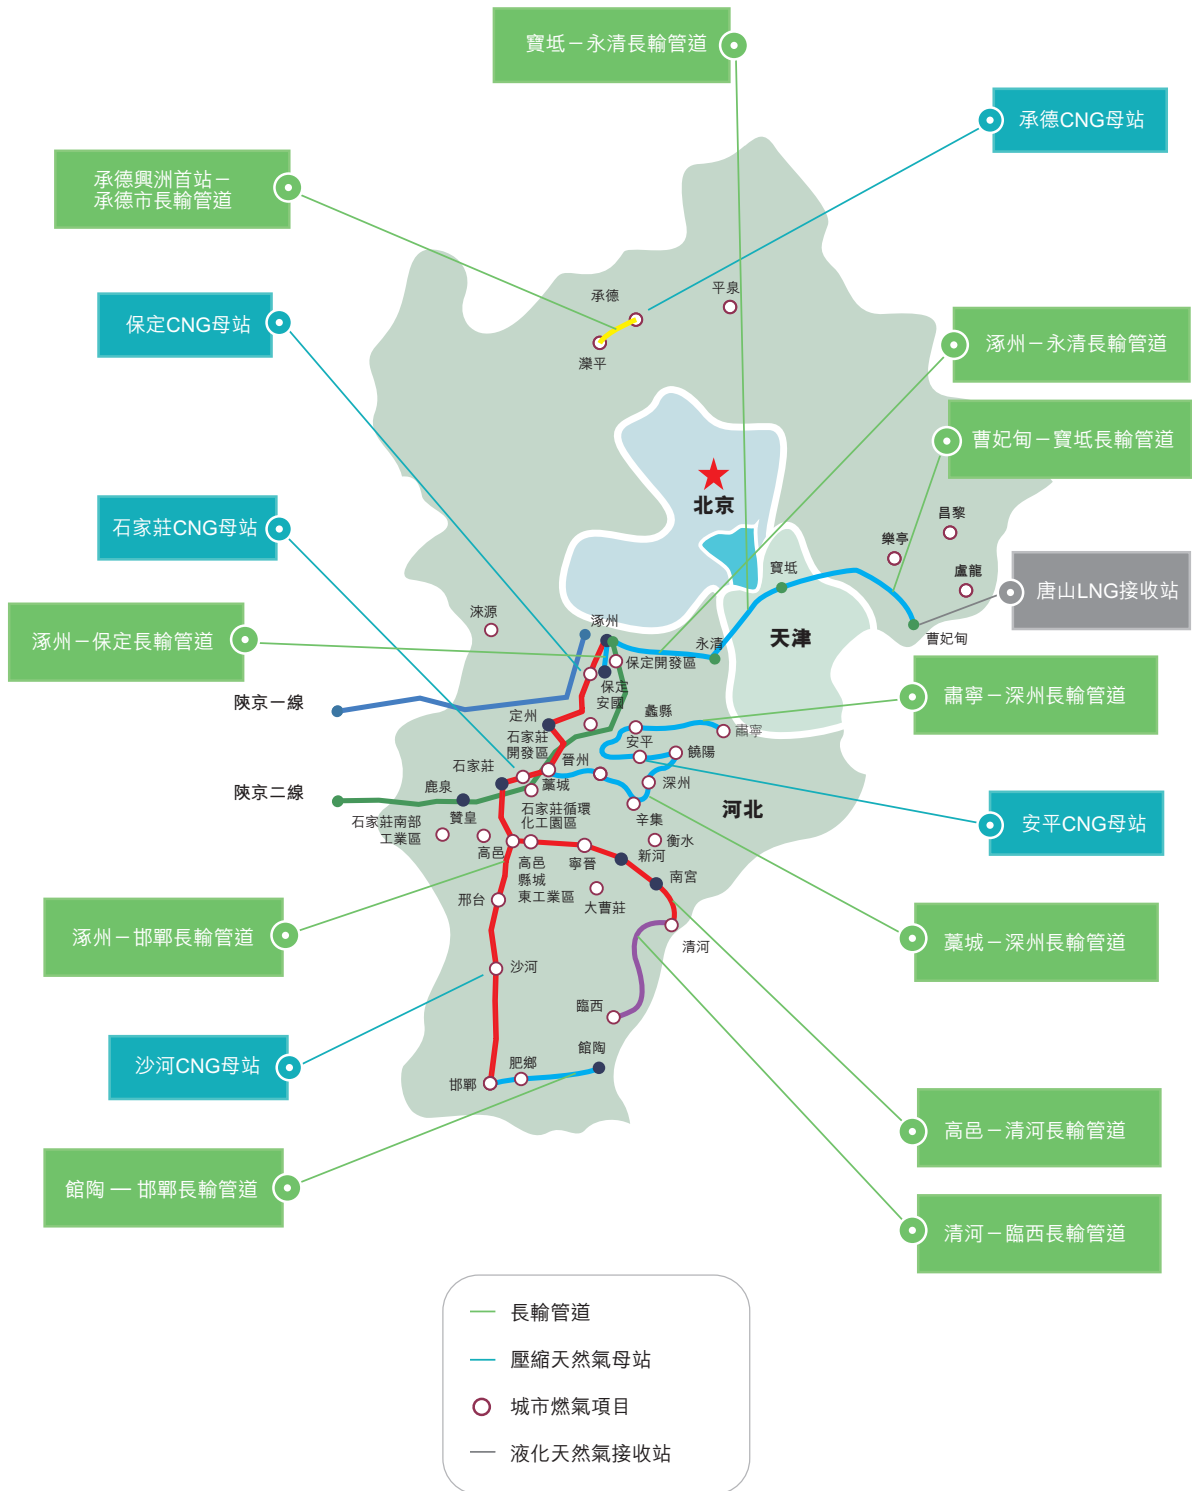 寶坻－永清長輸管道
承德CNG母站
承德興洲首站－
承德市長輸管道
平泉
承德
灤平
保定CNG母站
涿州－永清長輸管道
曹妃甸－寶坻長輸管道
北京
石家莊CNG母站
昌黎
樂亭
盧龍
寶坻
唐山LNG接收站
淶源
涿州
涿州－保定長輸管道
永清
天津
曹妃甸
保定開發區
保定
陝京一線
安國
定州
蠡縣
肅寧
肅寧－深州長輸管道
石家莊
開發區
安平
饒陽
晉州
石家莊
藁城
深州
鹿泉
陝京二線
河北
石家莊循環
化工園區
贊皇
石家莊南部
工業區
辛集
安平CNG母站
衡水
高邑
高邑
縣城
東工業區
寧晉
新河
南宮
邢台
大曹莊
涿州－邯鄲長輸管道
藁城－深州長輸管道
清河
沙河
臨西
沙河CNG母站
館陶
肥鄉
邯鄲
高邑－清河長輸管道
館陶 — 邯鄲長輸管道
清河－臨西長輸管道
長輸管道
壓縮天然氣母站
城市燃氣項目
液化天然氣接收站